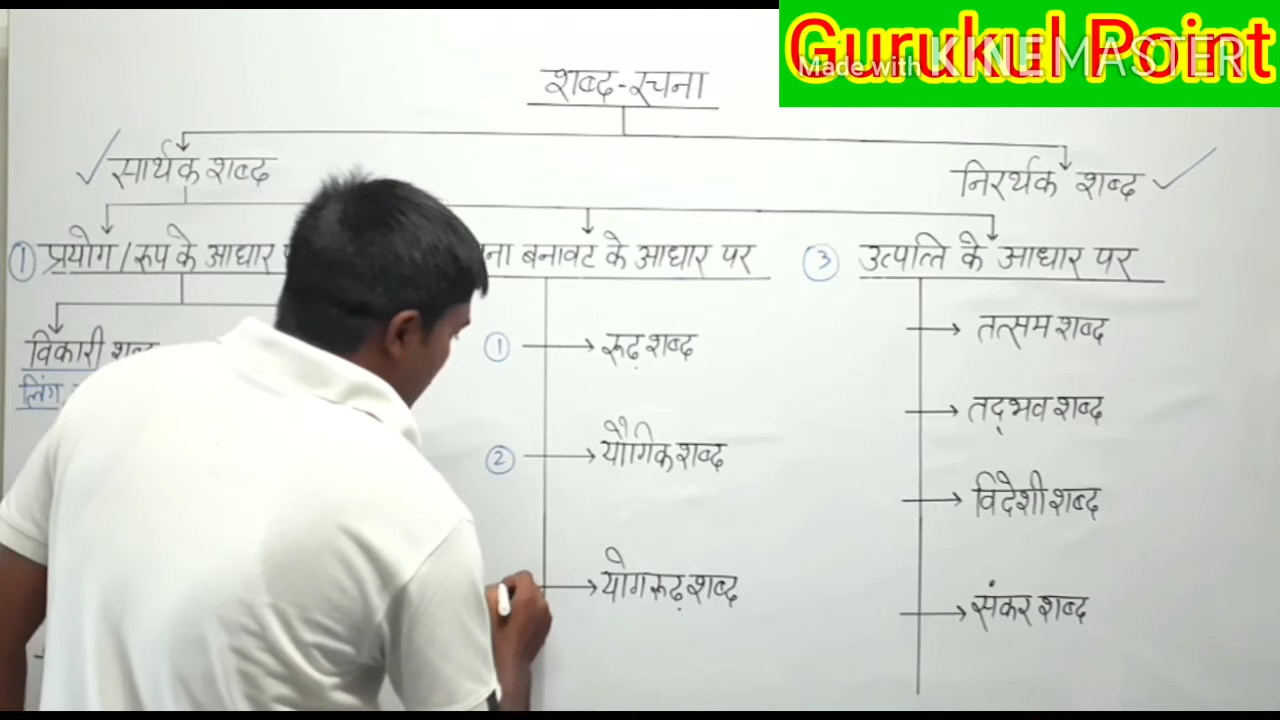 Gurukul Point
Made with KINEMASTER
शब्द-रचना
सार्थक शब्द
निरर्थक शब्द
① प्रयोग/रूप के आधार
बनावट के आधार पर
③ उत्पत्ति के आधार पर
विकारी
लिंग
① रूढ़ शब्द
② यौगिक शब्द
योगरूढ़ शब्द
तत्सम शब्द
तद्भव शब्द
विदेशी शब्द
संकर शब्द